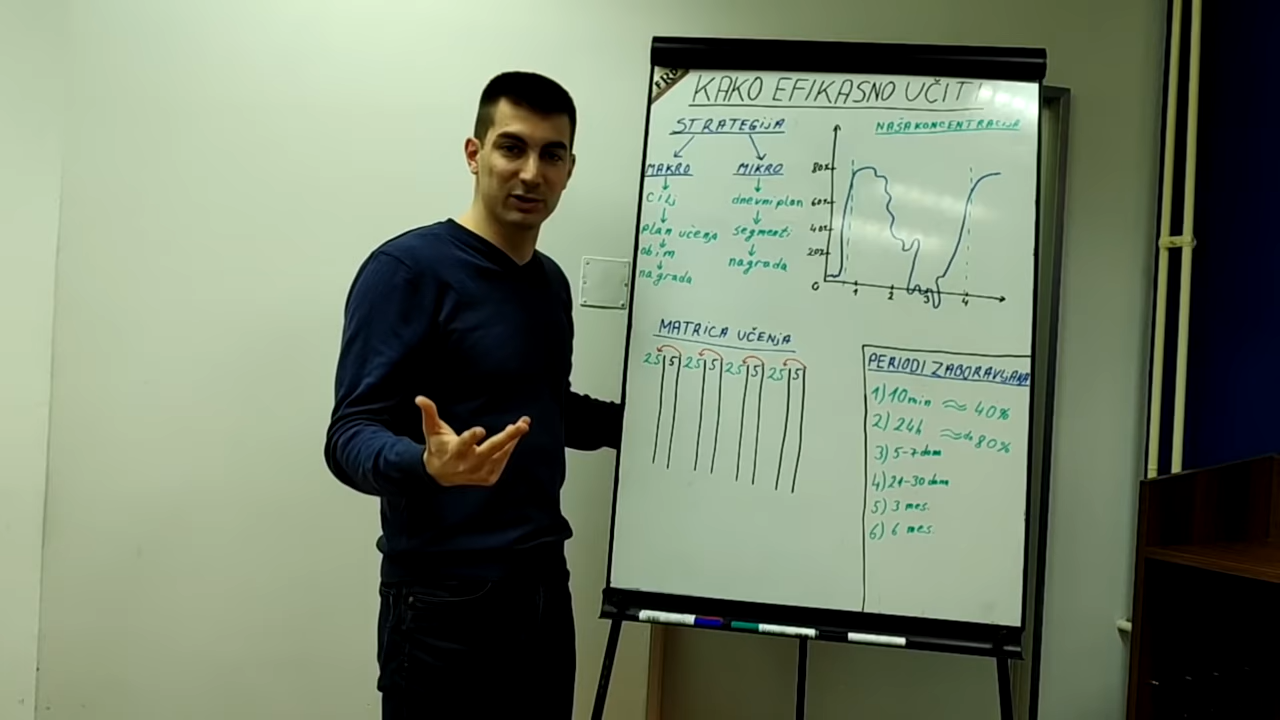 KAKO EFIKASNO UČITI
STRATEGIJA
MAKRO
cilj
plan učenja
obim
nagrada
MIKRO
dnevni plan
segmenti
nagrada
NAŠA KONCENTRACIJA
80%
60%
40%
20%
0
1 2 3 4
MATRICA UČENJA
25 5 25 5 25 5 25 5
PERIODI ZABORAVLJANJA
1) 10 min ≈ 40%
2) 24h ≈ do 80%
3) 5-7 dana
4) 21-30 dana
5) 3 mes.
6) 6 mes.